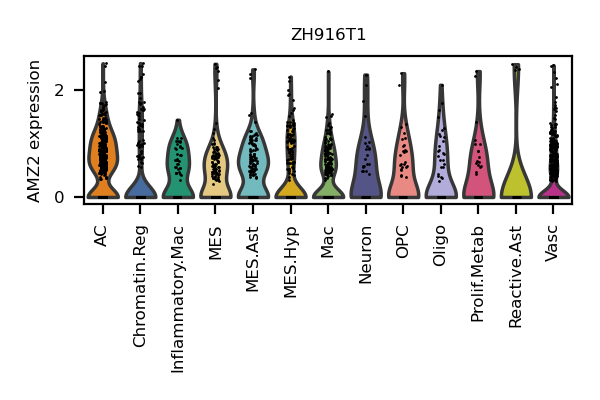 ZH916T1
AMZ2 expression
2
0
AC
Chromatin.Reg
Inflammatory.Mac
MES
MES.Ast
MES.Hyp
Mac
Neuron
OPC
Oligo
Prolif.Metab
Reactive.Ast
Vasc